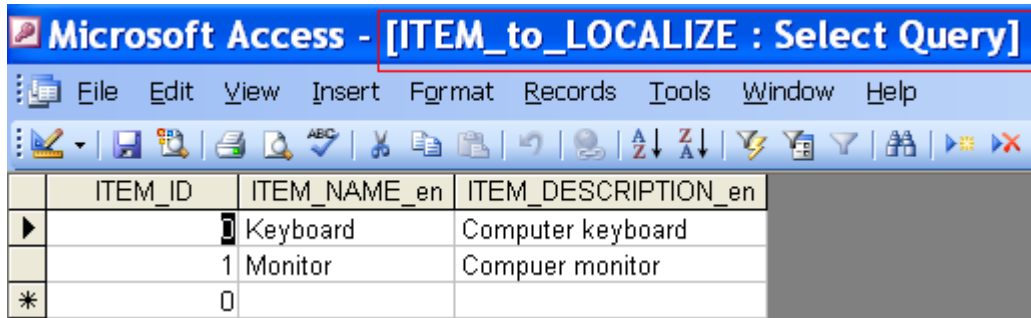 Microsoft Access - [ITEM_to_LOCALIZE : Select Query]
File Edit View Insert Format Records Tools Window Help
ABC A Z Z A
ITEM_ID ITEM_NAME_en ITEM_DESCRIPTION_en
0 Keyboard Computer keyboard
1 Monitor Compuer monitor
0